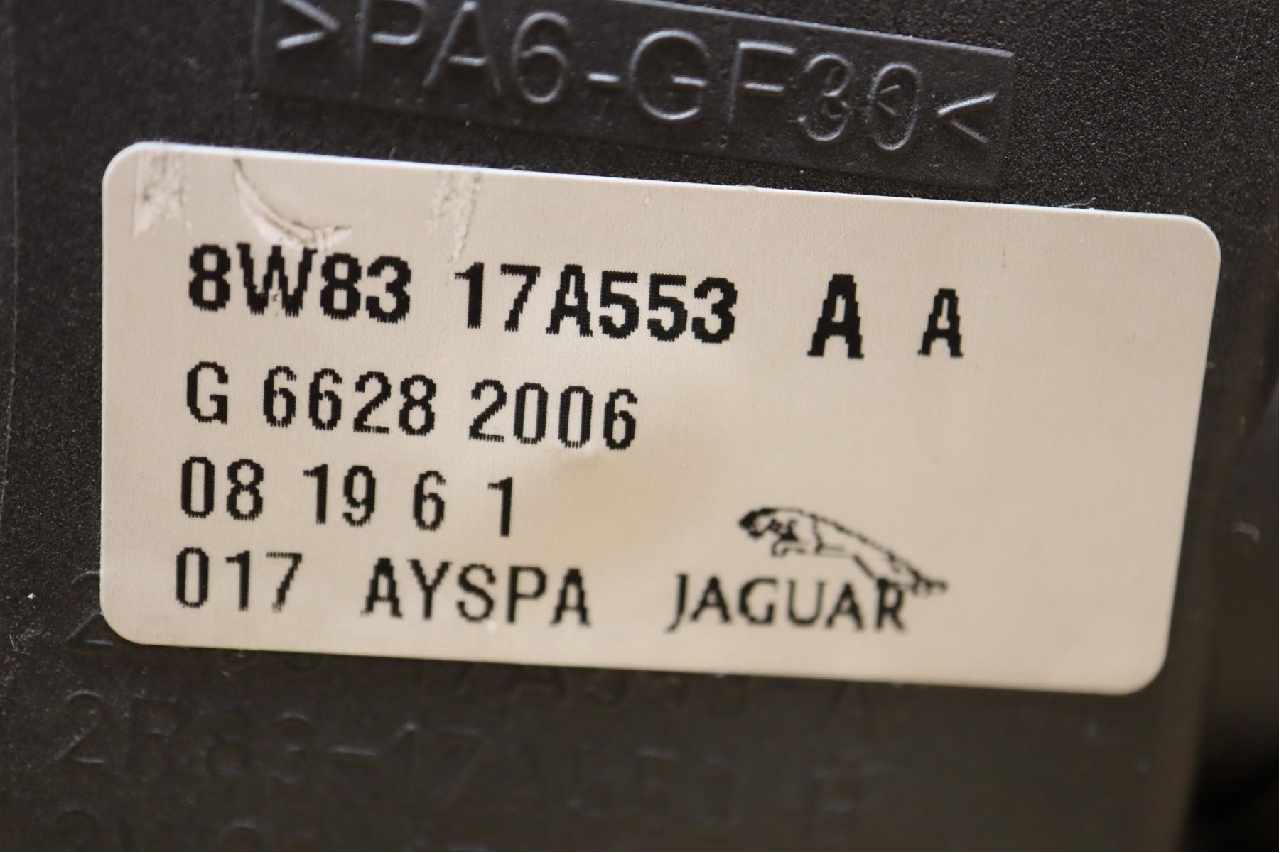 >PA6-GF30<
8W83 17A553 A A
G 6628 2006
08 19 6 1
017 AYSPA JAGUAR